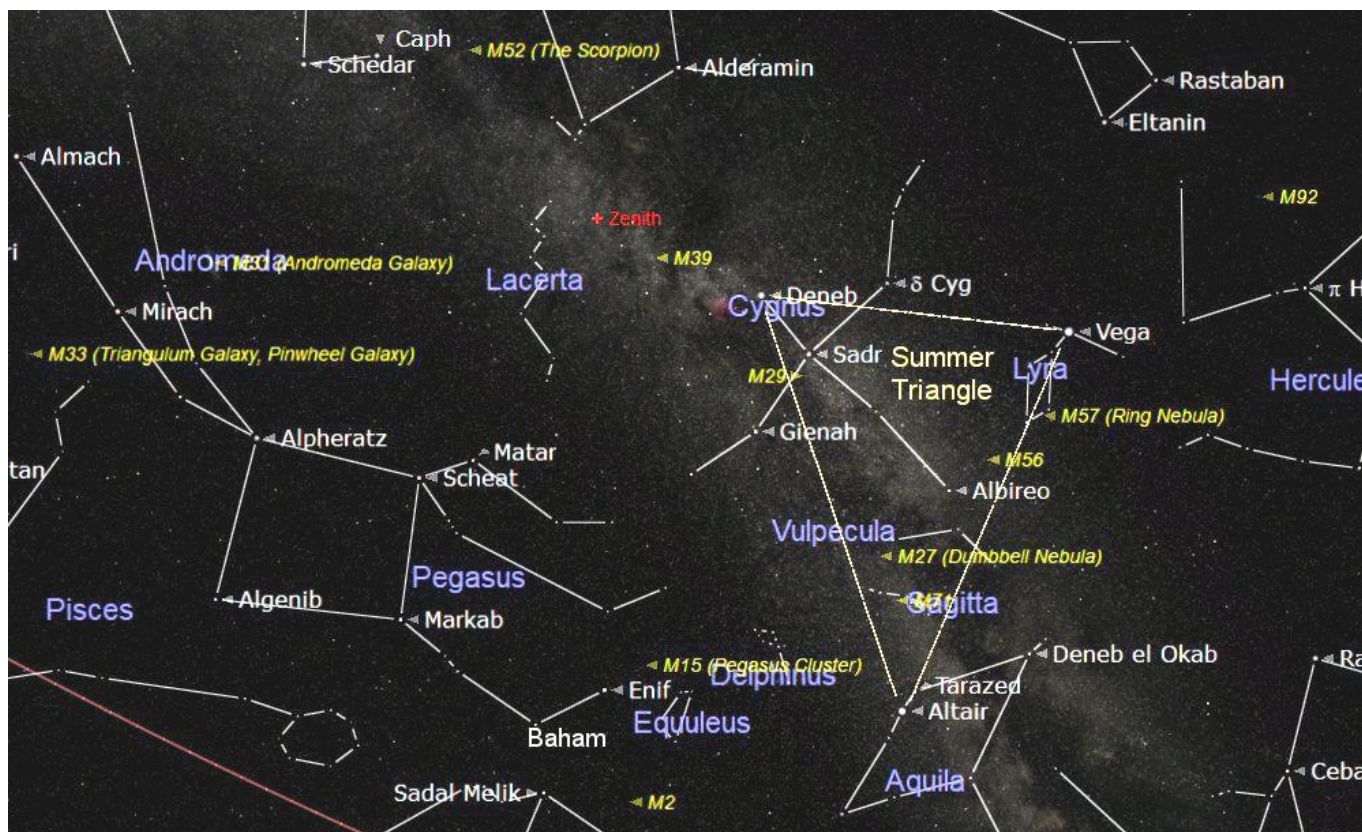 Caph
M52 (The Scorpion)
Schedar
Alderamin
Rastaban
Eltanin
Almach
M92
Zenith
Andromeda
M31 (Andromeda Galaxy)
Lacerta
M39
δ Cyg
Deneb
Cygnus
π H
Mirach
Vega
M33 (Triangulum Galaxy, Pinwheel Galaxy)
Sadr
Summer
Triangle
Lyra
M29
Hercule
M57 (Ring Nebula)
Gienah
Alpheratz
Matar
M56
tan
Scheat
Albireo
Vulpecula
M27 (Dumbbell Nebula)
Pegasus
Algenib
Pisces
Markab
M71
Sagitta
Deneb el Okab
Ra
M15 (Pegasus Cluster)
Delphinus
Enif
Tarazed
Altair
Equuleus
Baham
Ceba
Aquila
Sadal Melik
M2